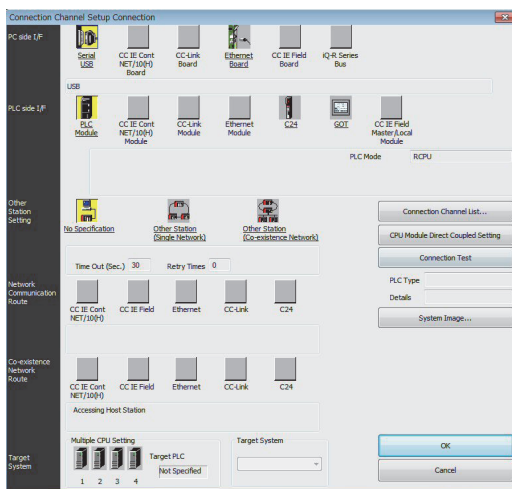 Connection Channel Setup Connection
PC side I/F
Serial
USB
CC IE Cont
NET/10(H)
Board
CC-Link
Board
Ethernet
Board
CC IE Field
Board
iQ-R Series
Bus
USB
PLC side I/F
PLC
Module
CC IE Cont
NET/10(H)
Module
CC-Link
Module
Ethernet
Module
C24
GOT
CC IE Field
Master/Local
Module
PLC Mode RCPU
Other
Station
Setting
No Specification
Other Station
(Single Network)
Other Station
(Co-existence Network)
Connection Channel List...
CPU Module Direct Coupled Setting
Time Out (Sec.) 30 Retry Times 0
Connection Test
Network
Communication
Route
CC IE Cont
NET/10(H)
CC IE Field
Ethernet
CC-Link
C24
PLC Type
Details
System Image...
Co-existence
Network
Route
CC IE Cont
NET/10(H)
CC IE Field
Ethernet
CC-Link
C24
Accessing Host Station
Target
System
Multiple CPU Setting
1 2 3 4
Target PLC
Not Specified
Target System
OK
Cancel